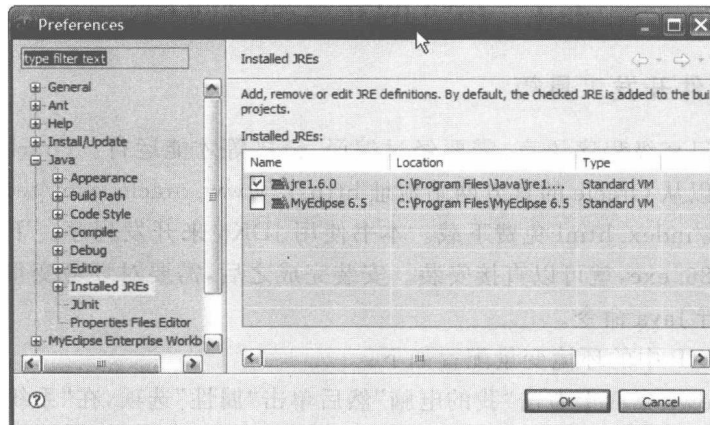 Preferences
type filter text
General
Ant
Help
Install/Update
Java
Appearance
Build Path
Code Style
Compiler
Debug
Editor
Installed JREs
JUnit
Properties Files Editor
MyEclipse Enterprise Workb
Installed JREs
Add, remove or edit JRE definitions. By default, the checked JRE is added to the bui
projects.
Installed JREs:
Name Location Type
jre1.6.0 C:\Program Files\Java\jre1.... Standard VM
MyEclipse 6.5 C:\Program Files\MyEclipse 6.5 Standard VM
OK Cancel